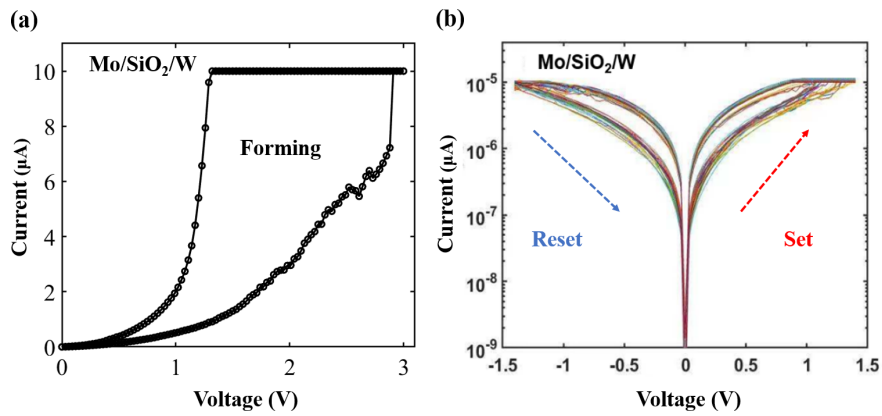 (a)
Mo/SiO₂/W
Forming
10
8
6
4
2
0
0 1 2 3
Current (μA)
Voltage (V)
(b)
Mo/SiO₂/W
10⁻⁵
10⁻⁶
10⁻⁷
10⁻⁸
10⁻⁹
Reset
Set
-1.5 -1 -0.5 0 0.5 1 1.5
Current (μA)
Voltage (V)